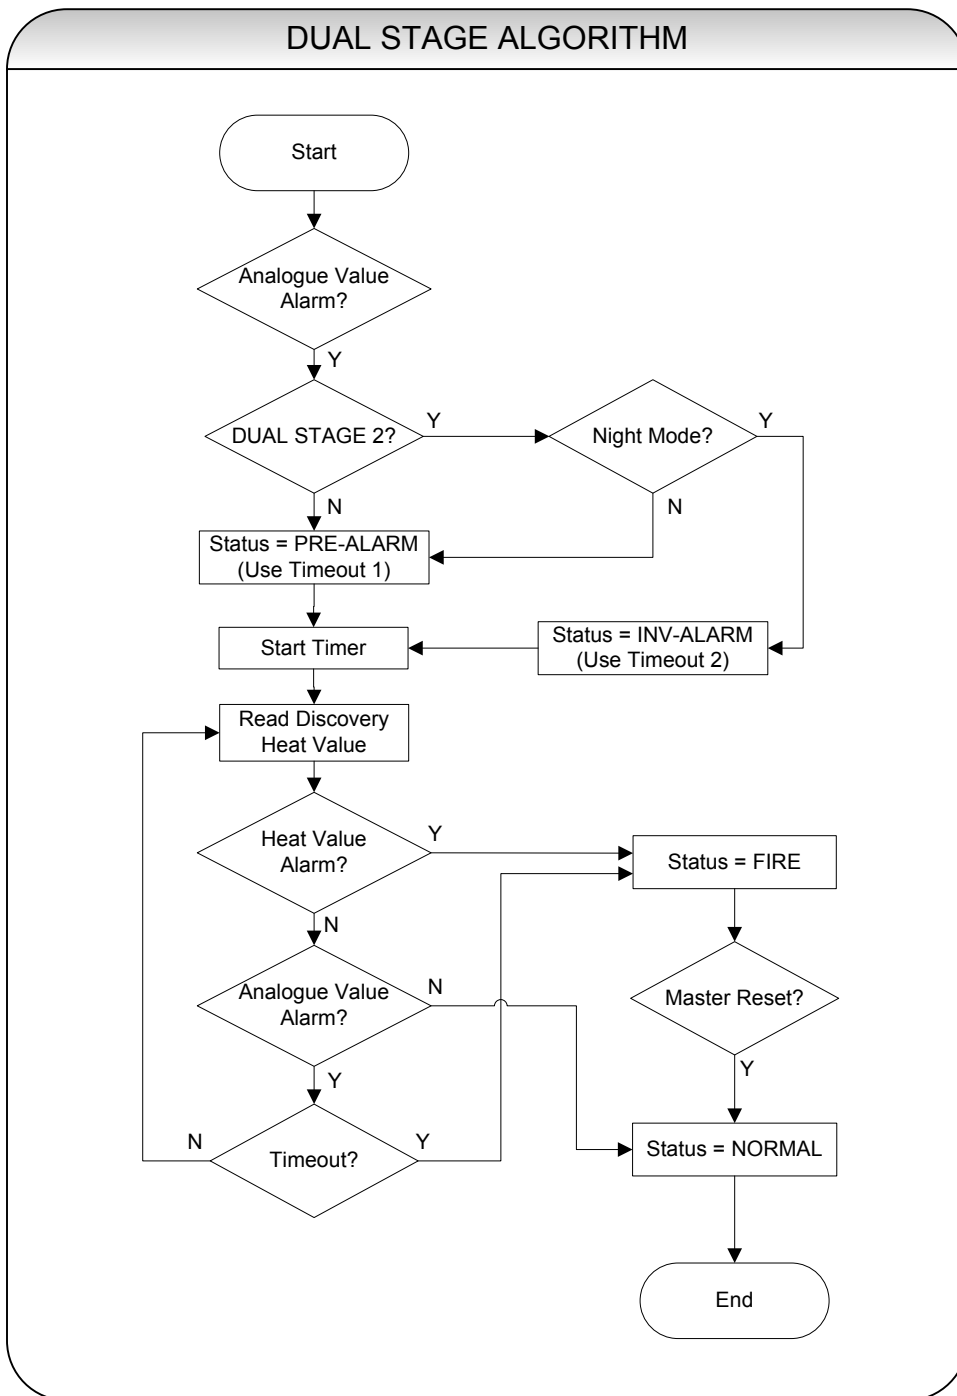 DUAL STAGE ALGORITHM
Start
Analogue Value
Alarm?
Y
DUAL STAGE 2?
Y
Night Mode?
Y
N
N
Status = PRE-ALARM
(Use Timeout 1)
Start Timer
Status = INV-ALARM
(Use Timeout 2)
Read Discovery
Heat Value
Heat Value
Alarm?
Y
Status = FIRE
N
Analogue Value
Alarm?
N
Master Reset?
Y
Y
N
Timeout?
Y
Status = NORMAL
End